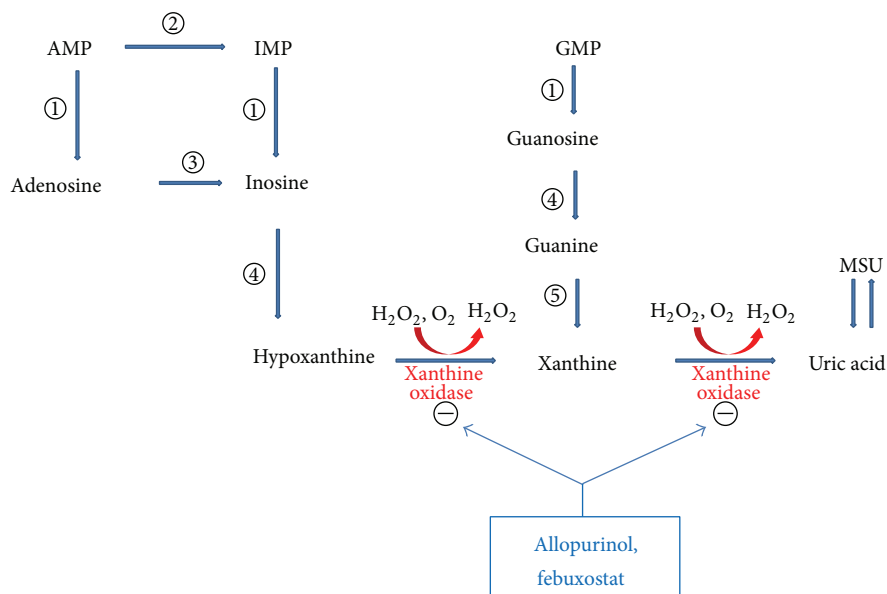 AMP ② IMP GMP
① ① ①
Guanosine
Adenosine ③ Inosine
④ ④
Guanine
MSU
⑤
H₂O₂, O₂ H₂O₂ H₂O₂, O₂ H₂O₂
Hypoxanthine Xanthine Uric acid
Xanthine oxidase Xanthine oxidase
− −
Allopurinol,
febuxostat